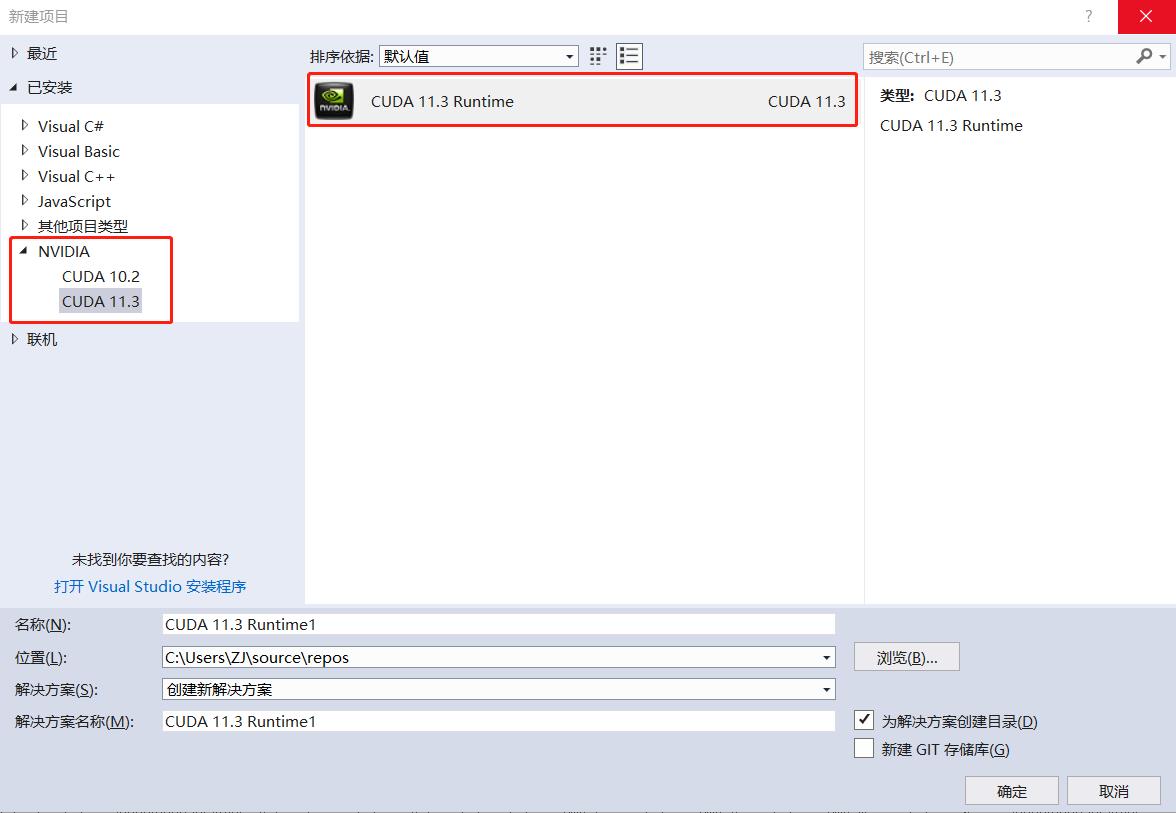 新建项目
?
最近
已安装
Visual C#
Visual Basic
Visual C++
JavaScript
其他项目类型
NVIDIA
CUDA 10.2
CUDA 11.3
联机
未找到你要查找的内容?
打开 Visual Studio 安装程序
排序依据: 默认值
NVIDIA.
CUDA 11.3 Runtime CUDA 11.3
搜索(Ctrl+E)
类型: CUDA 11.3
CUDA 11.3 Runtime
名称(N): CUDA 11.3 Runtime1
位置(L): C:\Users\ZJ\source\repos 浏览(B)...
解决方案(S): 创建新解决方案
解决方案名称(M): CUDA 11.3 Runtime1 为解决方案创建目录(D)
新建 GIT 存储库(G)
确定 取消